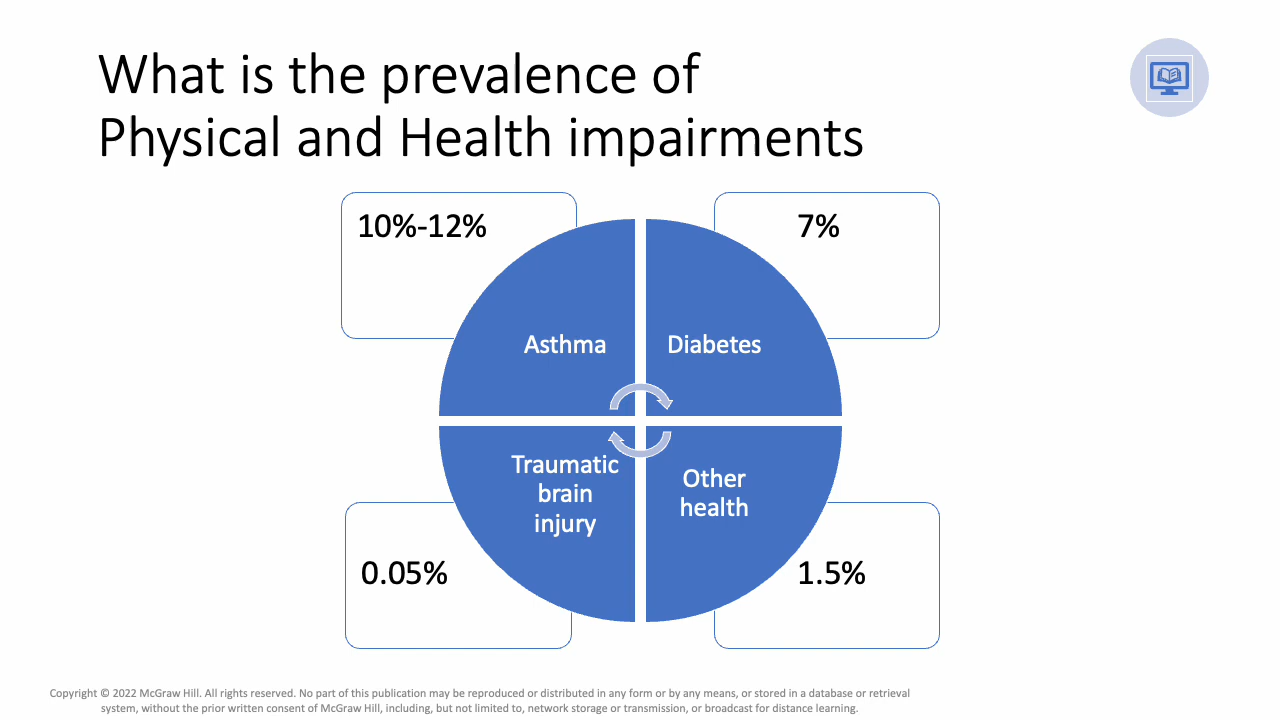 What is the prevalence of
Physical and Health impairments
10%-12%
7%
Asthma
Diabetes
Traumatic
brain
injury
Other
health
0.05%
1.5%
Copyright © 2022 McGraw Hill. All rights reserved. No part of this publication may be reproduced or distributed in any form or by any means, or stored in a database or retrieval
system, without the prior written consent of McGraw Hill, including, but not limited to, network storage or transmission, or broadcast for distance learning.